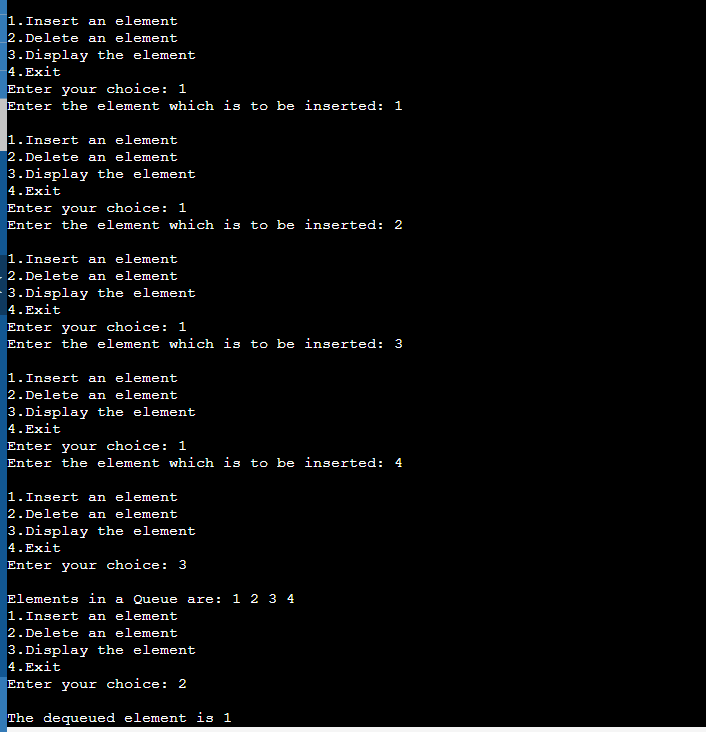 1.Insert an element
2.Delete an element
3.Display the element
4.Exit
Enter your choice: 1
Enter the element which is to be inserted: 1
1.Insert an element
2.Delete an element
3.Display the element
4.Exit
Enter your choice: 1
Enter the element which is to be inserted: 2
1.Insert an element
2.Delete an element
3.Display the element
4.Exit
Enter your choice: 1
Enter the element which is to be inserted: 3
1.Insert an element
2.Delete an element
3.Display the element
4.Exit
Enter your choice: 1
Enter the element which is to be inserted: 4
1.Insert an element
2.Delete an element
3.Display the element
4.Exit
Enter your choice: 3
Elements in a Queue are: 1 2 3 4
1.Insert an element
2.Delete an element
3.Display the element
4.Exit
Enter your choice: 2
The dequeued element is 1